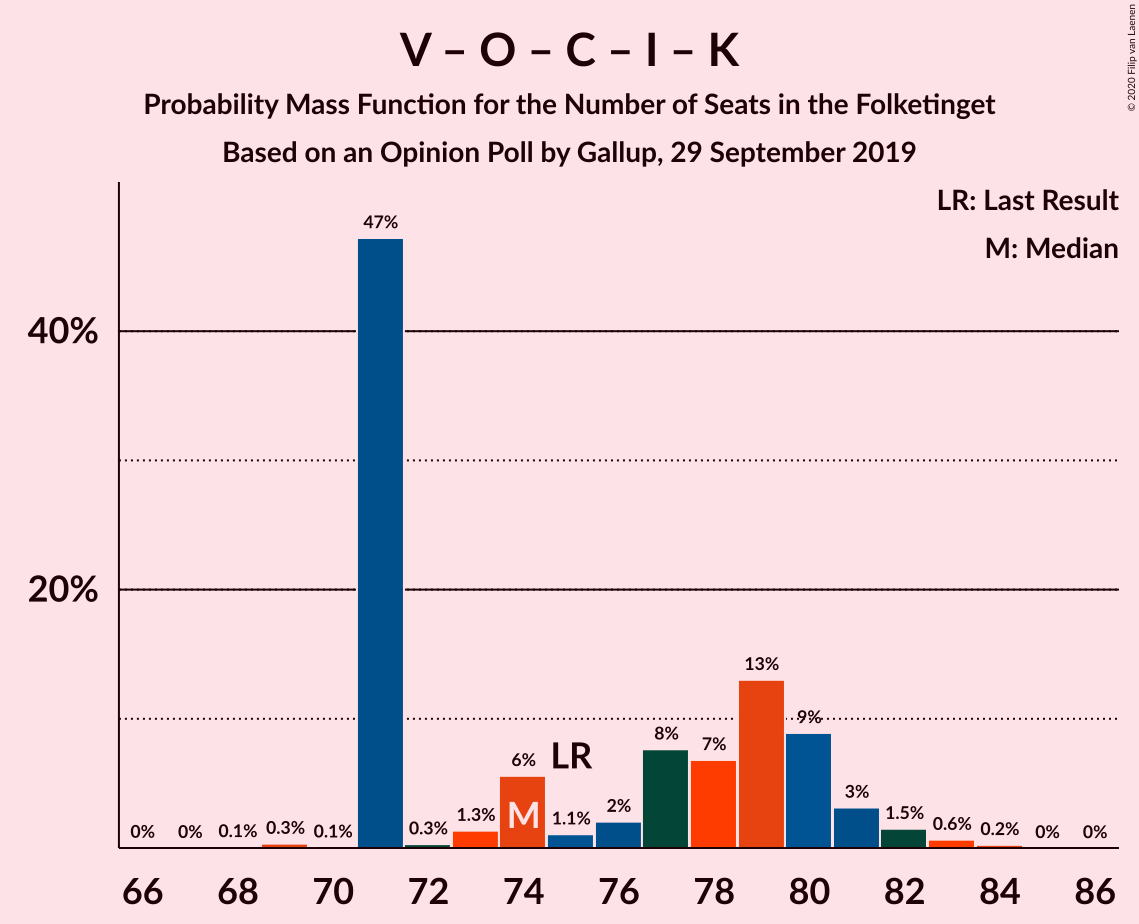 V – O – C – I – K
Probability Mass Function for the Number of Seats in the Folketinget
Based on an Opinion Poll by Gallup, 29 September 2019
© 2020 Filip van Laenen
LR: Last Result
M: Median
40%
20%
0%
0%
0.1%
0.3%
0.1%
47%
0.3%
1.3%
6%
M
LR
1.1%
2%
8%
7%
13%
9%
3%
1.5%
0.6%
0.2%
0%
0%
66 68 70 72 74 76 78 80 82 84 86